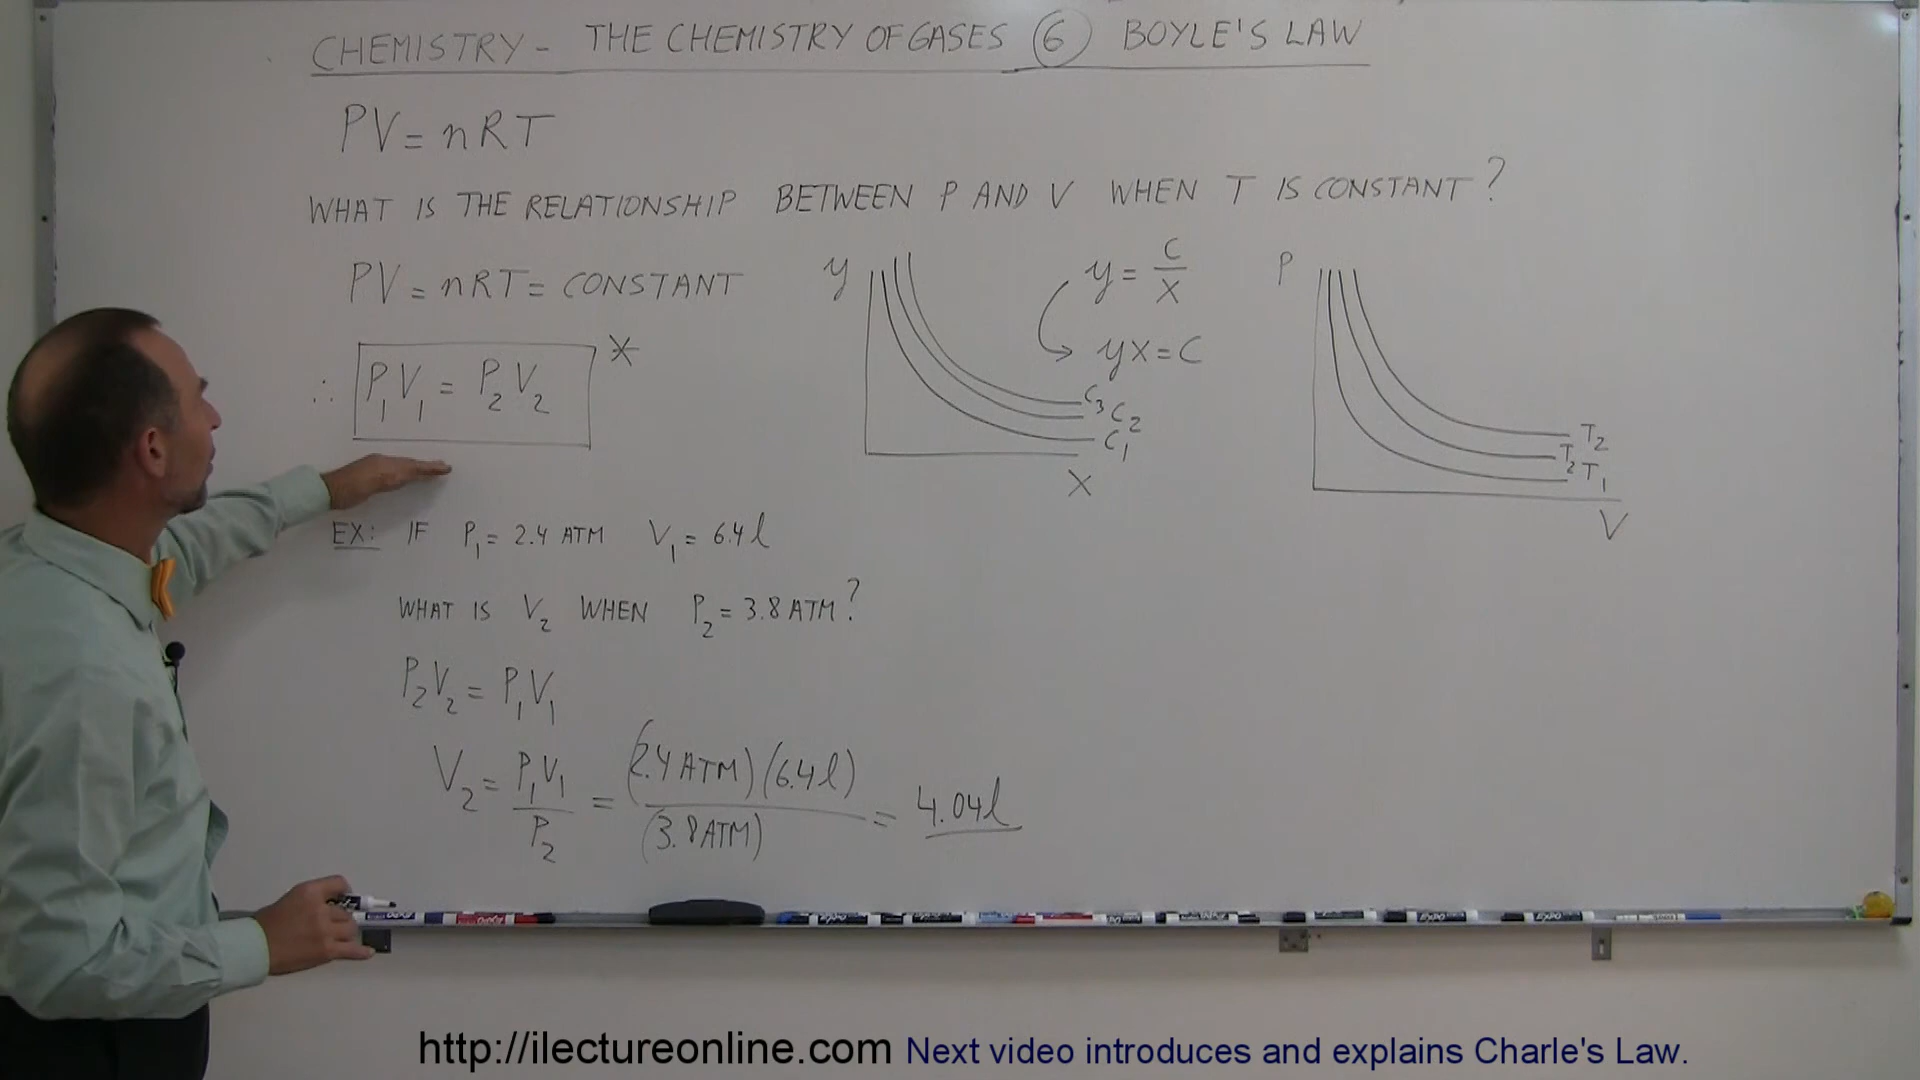 CHEMISTRY - THE CHEMISTRY OF GASES ⑥ BOYLE'S LAW
PV = nRT
WHAT IS THE RELATIONSHIP BETWEEN P AND V WHEN T IS CONSTANT?
PV = nRT = CONSTANT
∴ P₁V₁ = P₂V₂ *
y
y = C/X
yx = C
C₃
C₂
C₁
X
P
T₂
T₂
T₁
V
EX: IF P₁ = 2.4 ATM V₁ = 6.4 l
WHAT IS V₂ WHEN P₂ = 3.8 ATM?
P₂V₂ = P₁V₁
V₂ = P₁V₁/P₂ = (2.4 ATM)(6.4 l)/(3.8 ATM) = 4.04 l
http://ilectureonline.com Next video introduces and explains Charle's Law.